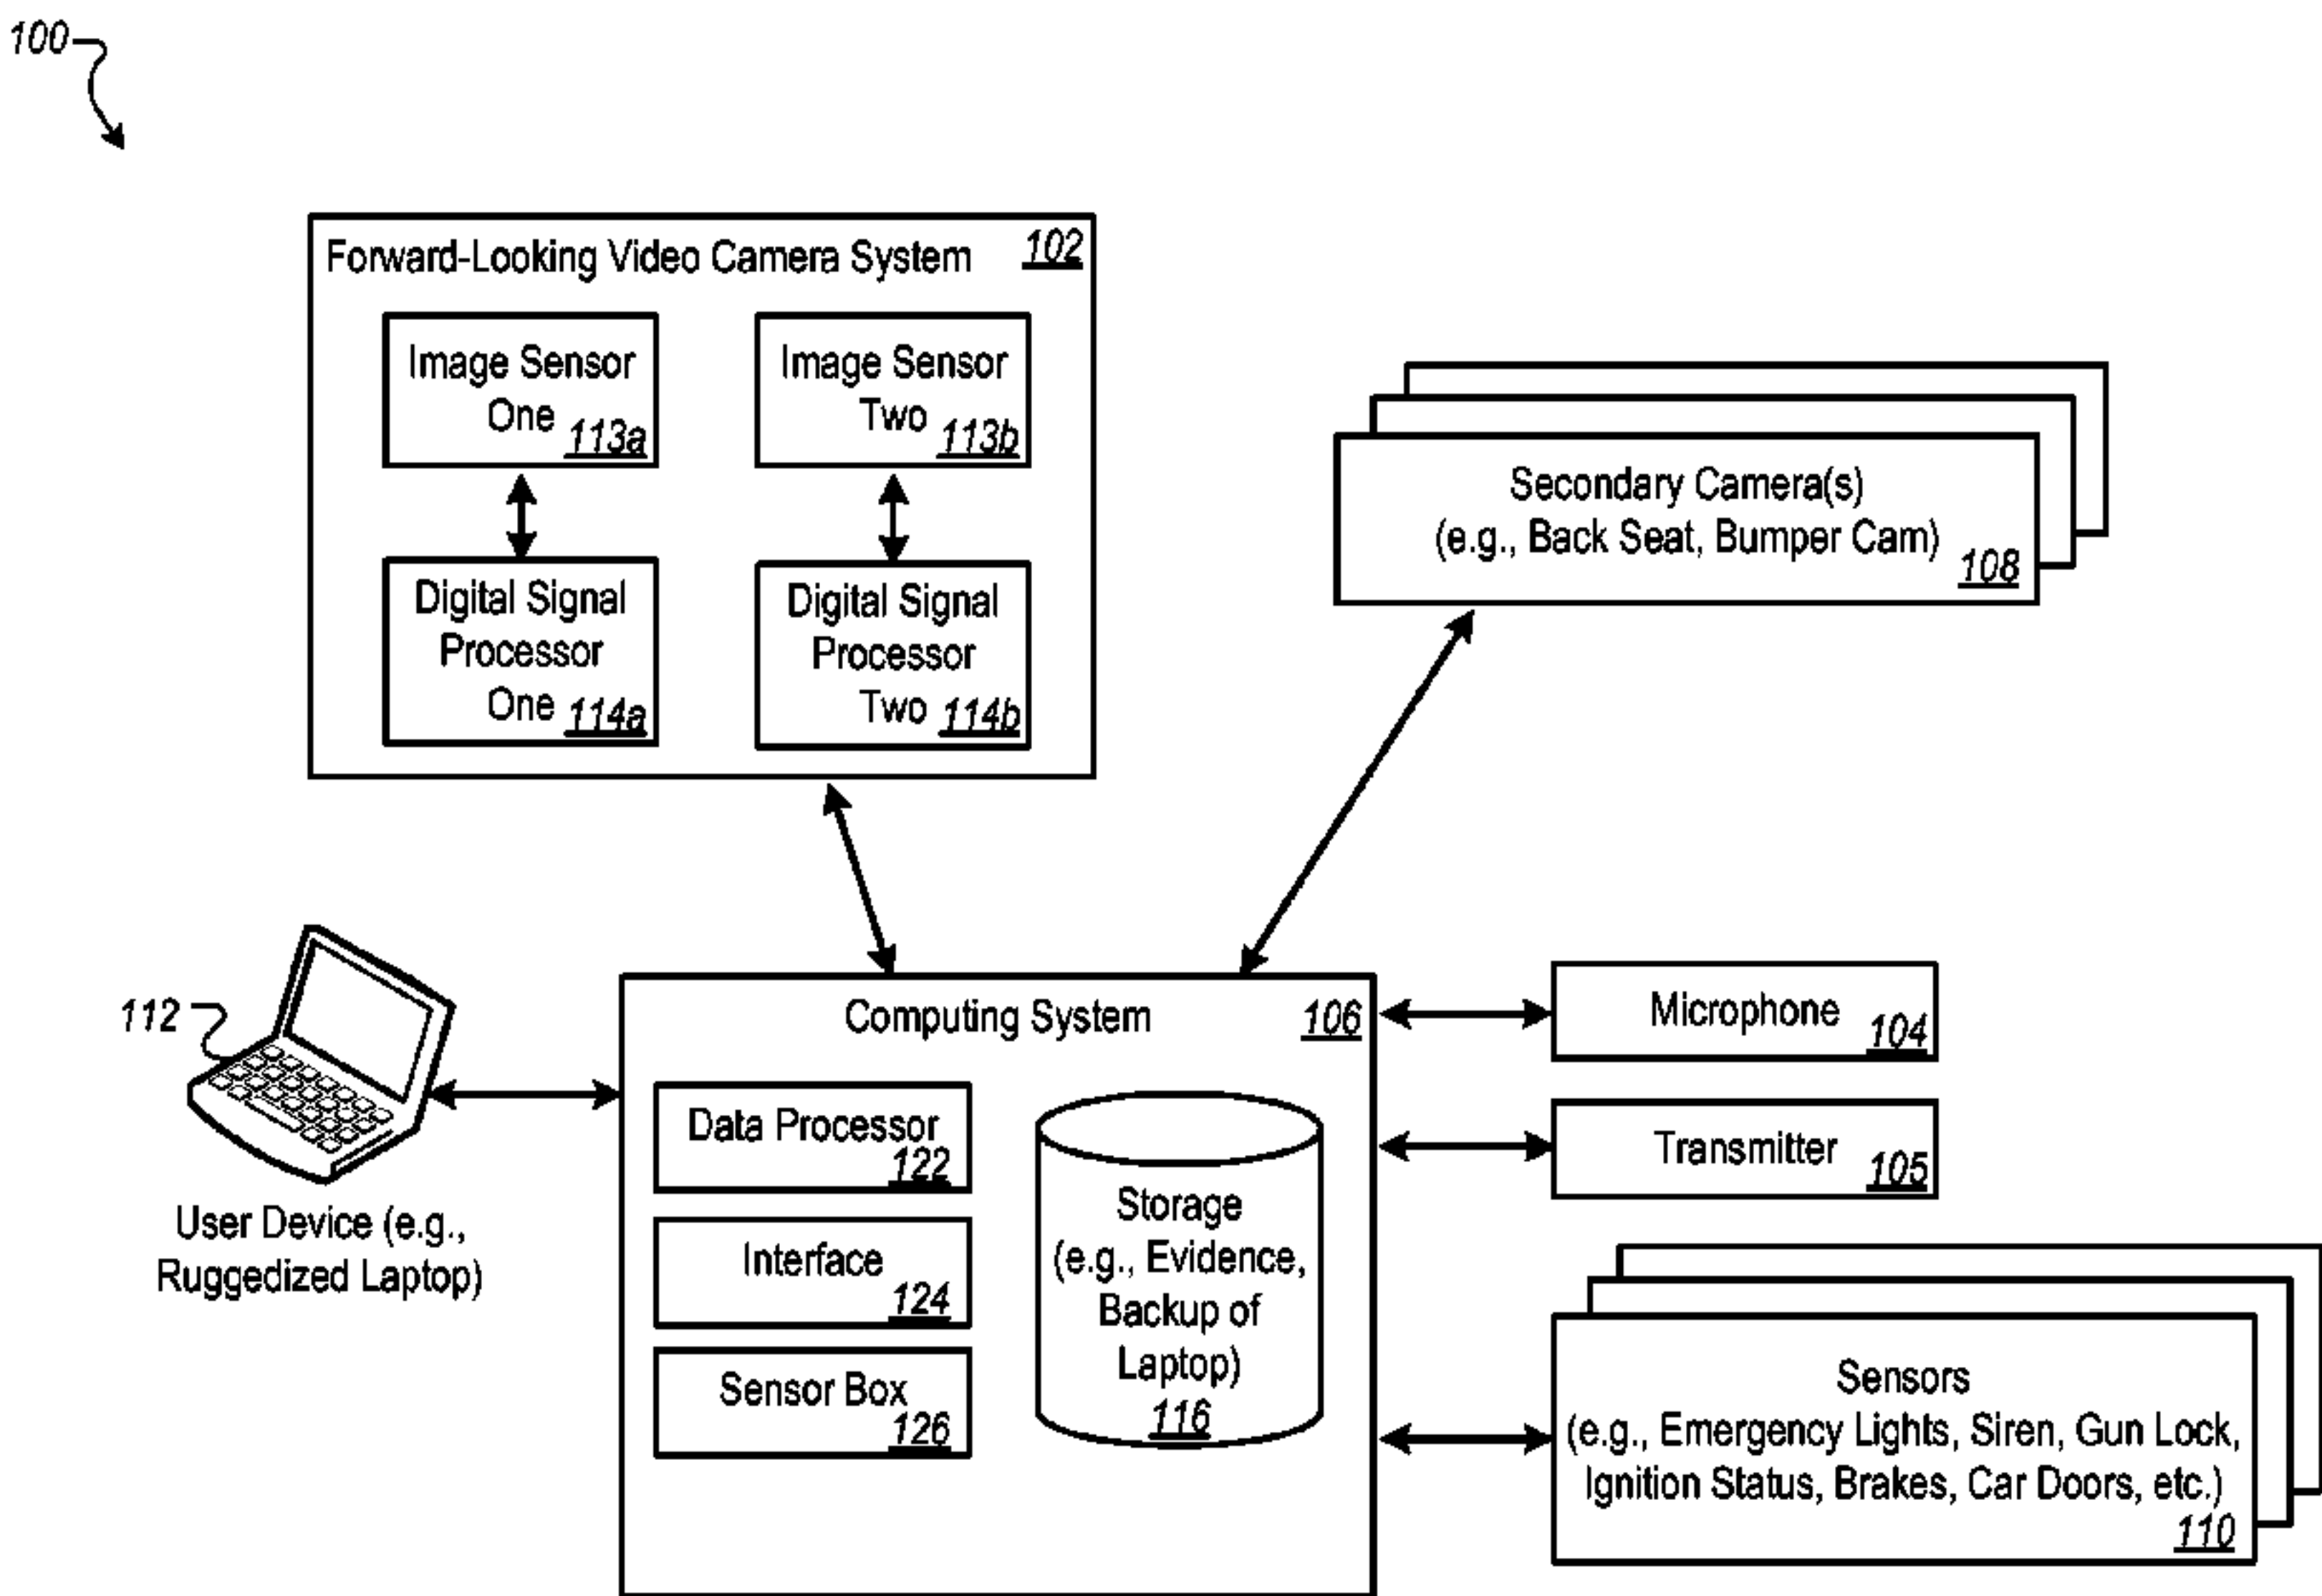 100
Forward-Looking Video Camera System 102
Image Sensor
One 113a
Image Sensor
Two 113b
Digital Signal
Processor
One 114a
Digital Signal
Processor
Two 114b
Secondary Camera(s)
(e.g., Back Seat, Bumper Cam)
108
112
User Device (e.g.,
Ruggedized Laptop)
Computing System 106
Data Processor
122
Interface
124
Sensor Box
126
Storage
(e.g., Evidence,
Backup of
Laptop)
116
Microphone 104
Transmitter 105
Sensors
(e.g., Emergency Lights, Siren, Gun Lock,
Ignition Status, Brakes, Car Doors, etc.)
110